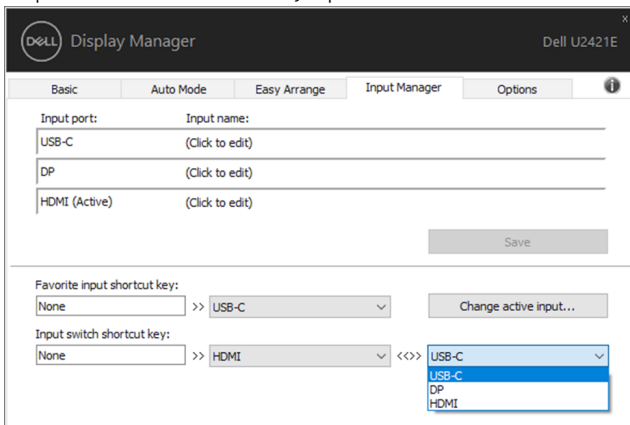 x
DELL Display Manager Dell U2421E
Basic Auto Mode Easy Arrange Input Manager Options i
Input port: Input name:
USB-C (Click to edit)
DP (Click to edit)
HDMI (Active) (Click to edit)
Save
Favorite input shortcut key:
None >> USB-C Change active input...
Input switch shortcut key:
None >> HDMI <<>> USB-C
USB-C
DP
HDMI